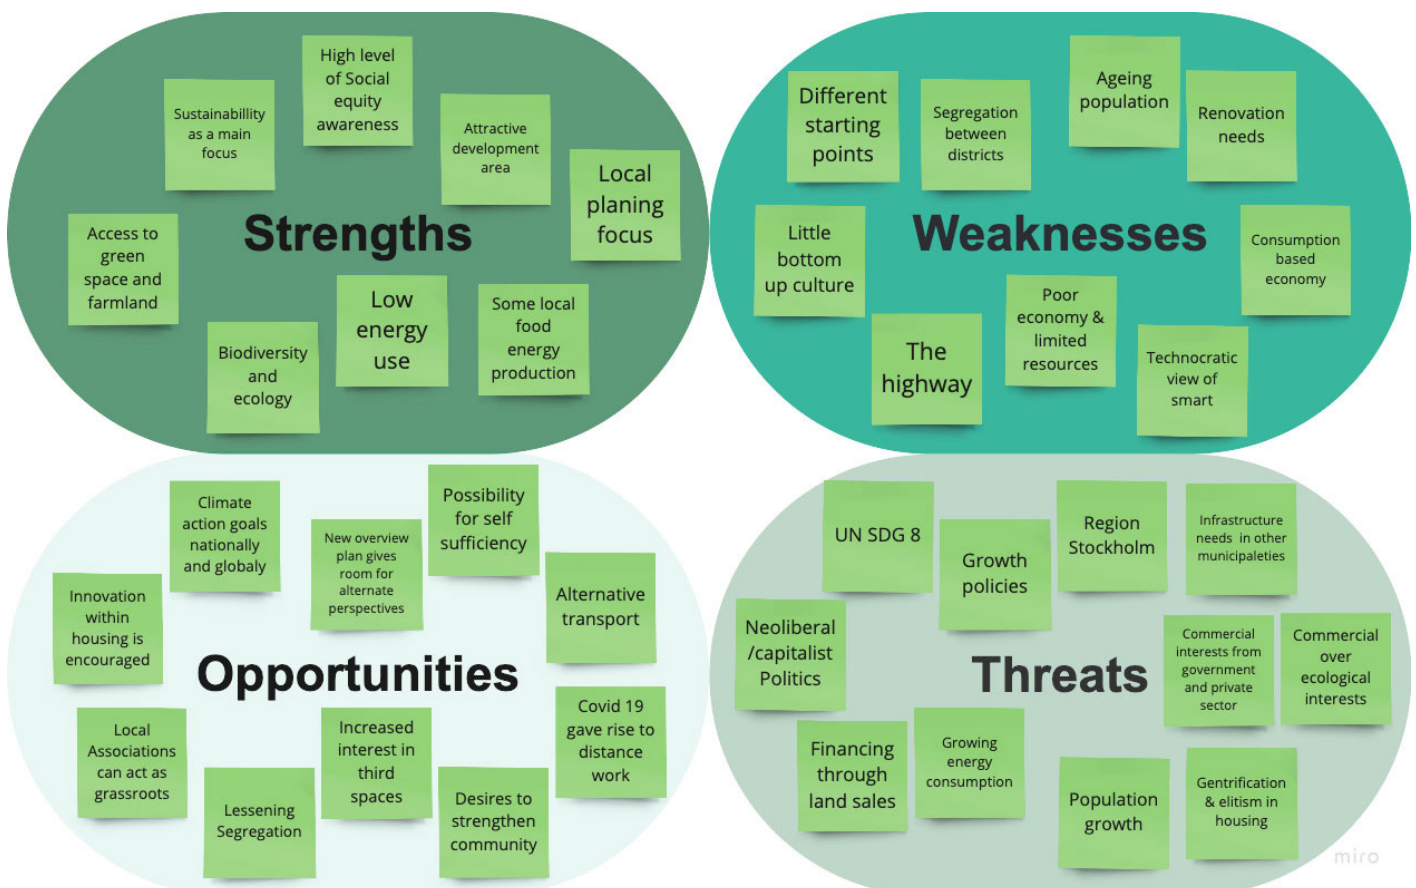 Strengths
High level
of Social
equity
awareness
Sustainabillity
as a main
focus
Attractive
development
area
Local
planing
focus
Access to
green
space and
farmland
Low
energy
use
Some local
food
energy
production
Biodiversity
and
ecology
Weaknesses
Different
starting
points
Segregation
between
districts
Ageing
population
Renovation
needs
Little
bottom
up culture
Consumption
based
economy
Poor
economy &
limited
resources
The
highway
Technocratic
view of
smart
Opportunities
Climate
action goals
nationally
and globaly
New overview
plan gives
room for
alternate
perspectives
Possibility
for self
sufficiency
Alternative
transport
Innovation
within
housing is
encouraged
Local
Associations
can act as
grassroots
Lessening
Segregation
Increased
interest in
third
spaces
Desires to
strengthen
community
Covid 19
gave rise to
distance
work
Threats
UN SDG 8
Growth
policies
Region
Stockholm
Infrastructure
needs in other
municipaleties
Neoliberal
/capitalist
Politics
Commercial
interests from
government
and private
sector
Commercial
over
ecological
interests
Financing
through
land sales
Growing
energy
consumption
Population
growth
Gentrification
& elitism in
housing
miro